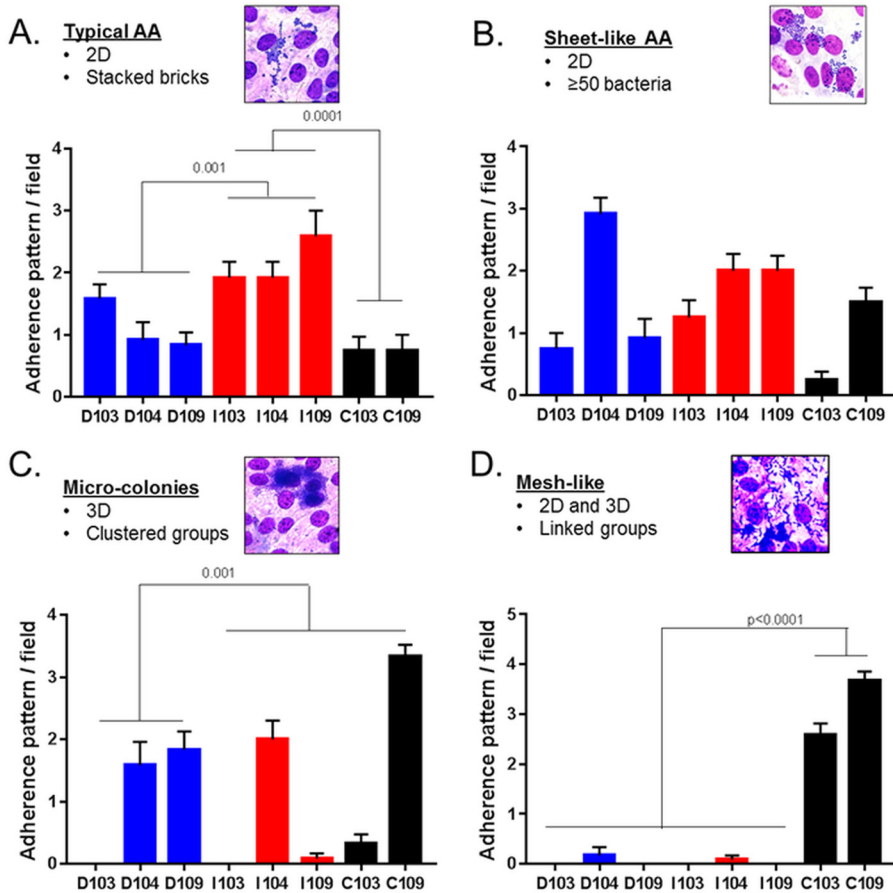 A.
Typical AA
• 2D
• Stacked bricks
0.0001
0.001
Adherence pattern / field
4
3
2
1
0
D103 D104 D109 I103 I104 I109 C103 C109
B.
Sheet-like AA
• 2D
• ≥50 bacteria
Adherence pattern / field
4
3
2
1
0
D103 D104 D109 I103 I104 I109 C103 C109
C.
Micro-colonies
• 3D
• Clustered groups
0.001
Adherence pattern / field
4
3
2
1
0
D103 D104 D109 I103 I104 I109 C103 C109
D.
Mesh-like
• 2D and 3D
• Linked groups
p<0.0001
Adherence pattern / field
5
4
3
2
1
0
D103 D104 D109 I103 I104 I109 C103 C109